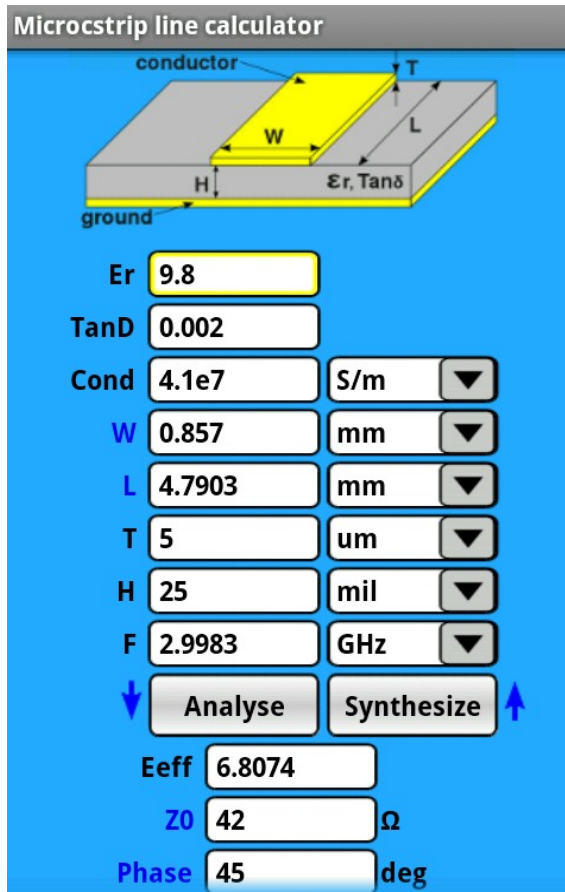 Microcstrip line calculator
conductor
T
W
L
H
εr, Tanδ
ground
Er 9.8
TanD 0.002
Cond 4.1e7 S/m
W 0.857 mm
L 4.7903 mm
T 5 um
H 25 mil
F 2.9983 GHz
Analyse Synthesize
Eeff 6.8074
Z0 42 Ω
Phase 45 deg